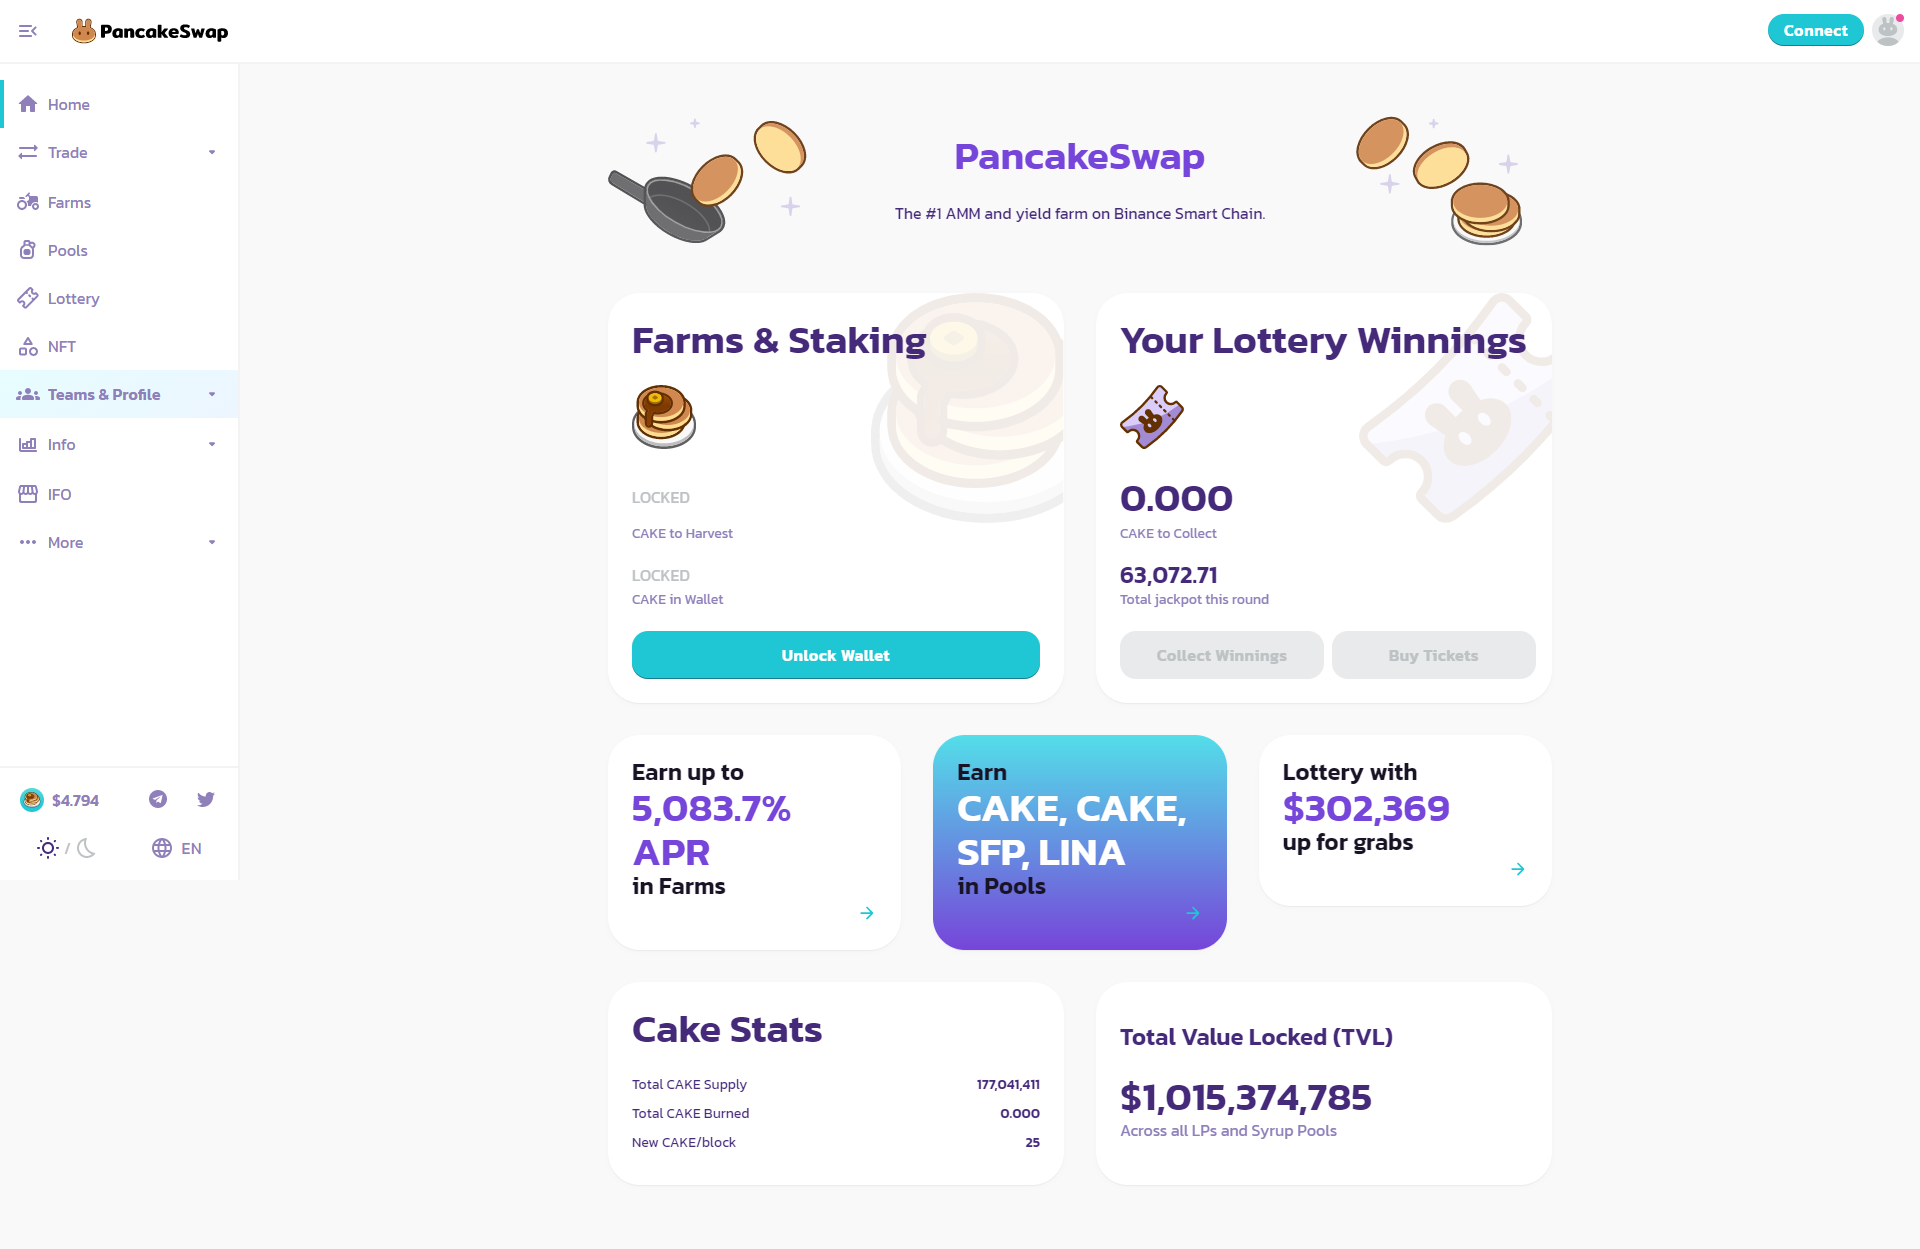 PancakeSwap
Connect
Home
Trade
Farms
Pools
Lottery
NFT
Teams & Profile
Info
IFO
More
$4.794
/
EN
PancakeSwap
The #1 AMM and yield farm on Binance Smart Chain.
Farms & Staking
LOCKED
CAKE to Harvest
LOCKED
CAKE in Wallet
Unlock Wallet
Your Lottery Winnings
0.000
CAKE to Collect
63,072.71
Total jackpot this round
Collect Winnings
Buy Tickets
Earn up to
5,083.7%
APR
in Farms
Earn
CAKE, CAKE,
SFP, LINA
in Pools
Lottery with
$302,369
up for grabs
Cake Stats
Total CAKE Supply 177,041,411
Total CAKE Burned 0.000
New CAKE/block 25
Total Value Locked (TVL)
$1,015,374,785
Across all LPs and Syrup Pools